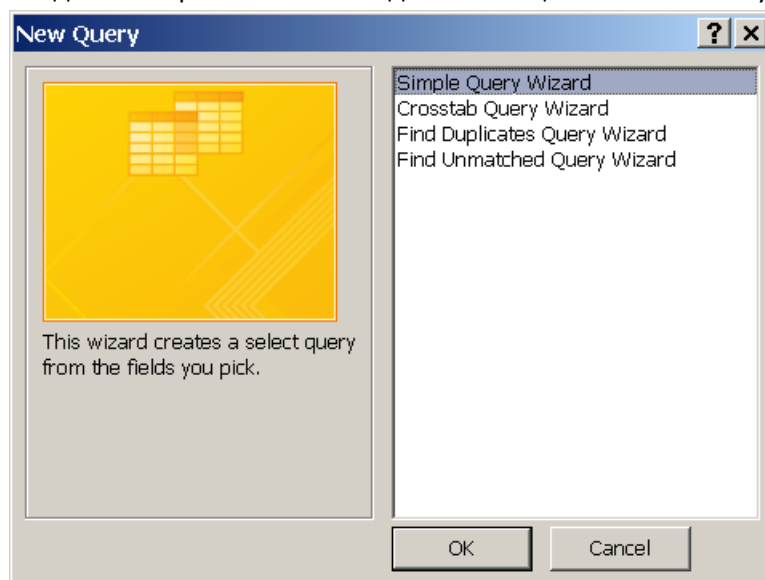 New Query
Simple Query Wizard
Crosstab Query Wizard
Find Duplicates Query Wizard
Find Unmatched Query Wizard
This wizard creates a select query
from the fields you pick.
OK
Cancel